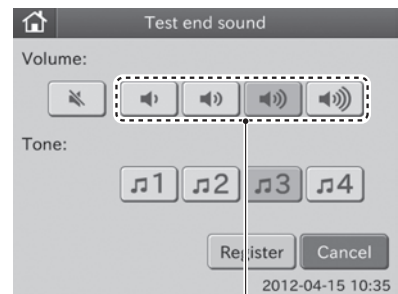 Test end sound
Volume:
Tone:
1 2 3 4
Register Cancel
2012-04-15 10:35